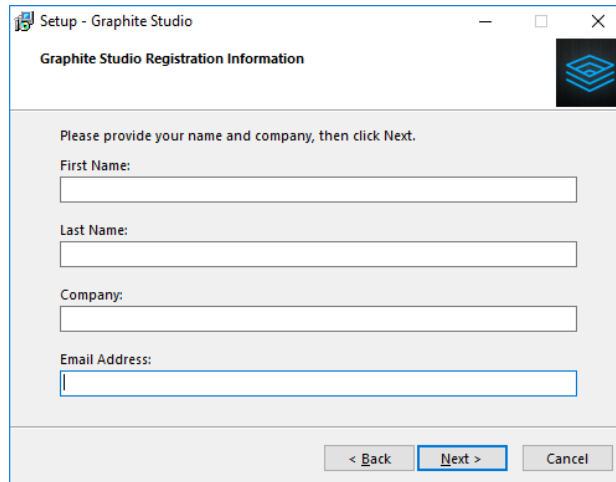 Setup - Graphite Studio
Graphite Studio Registration Information
Please provide your name and company, then click Next.
First Name:
Last Name:
Company:
Email Address:
< Back Next > Cancel